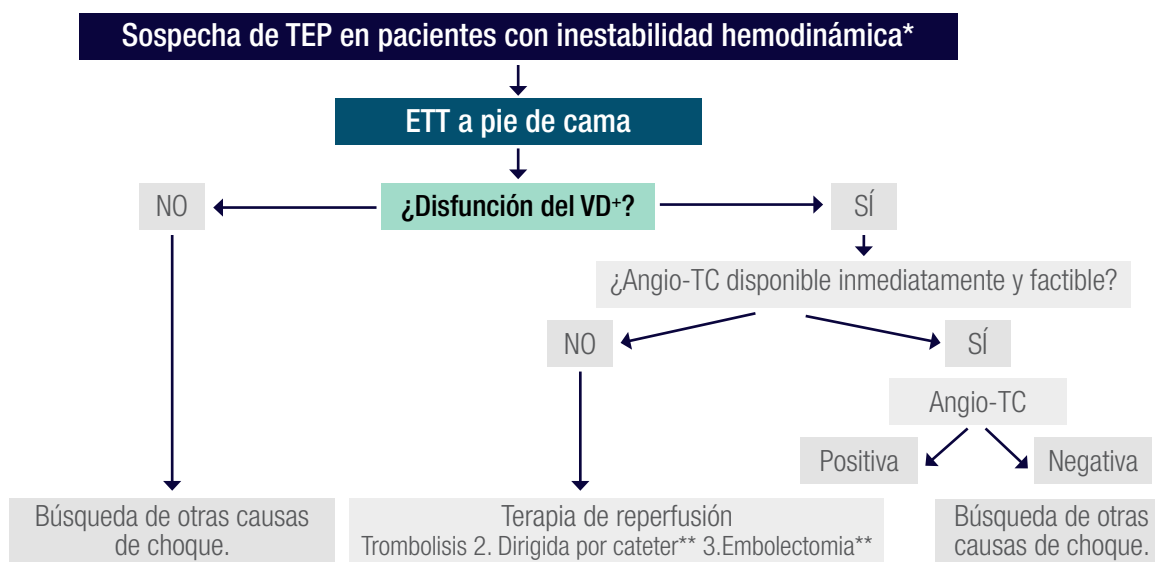 Sospecha de TEP en pacientes con inestabilidad hemodinámica*
ETT a pie de cama
NO
¿Disfunción del VD⁺?
SÍ
¿Angio-TC disponible inmediatamente y factible?
NO
SÍ
Angio-TC
Positiva
Negativa
Búsqueda de otras causas
de choque.
Terapia de reperfusión
Trombolisis 2. Dirigida por cateter** 3.Embolectomia**
Búsqueda de otras
causas de choque.